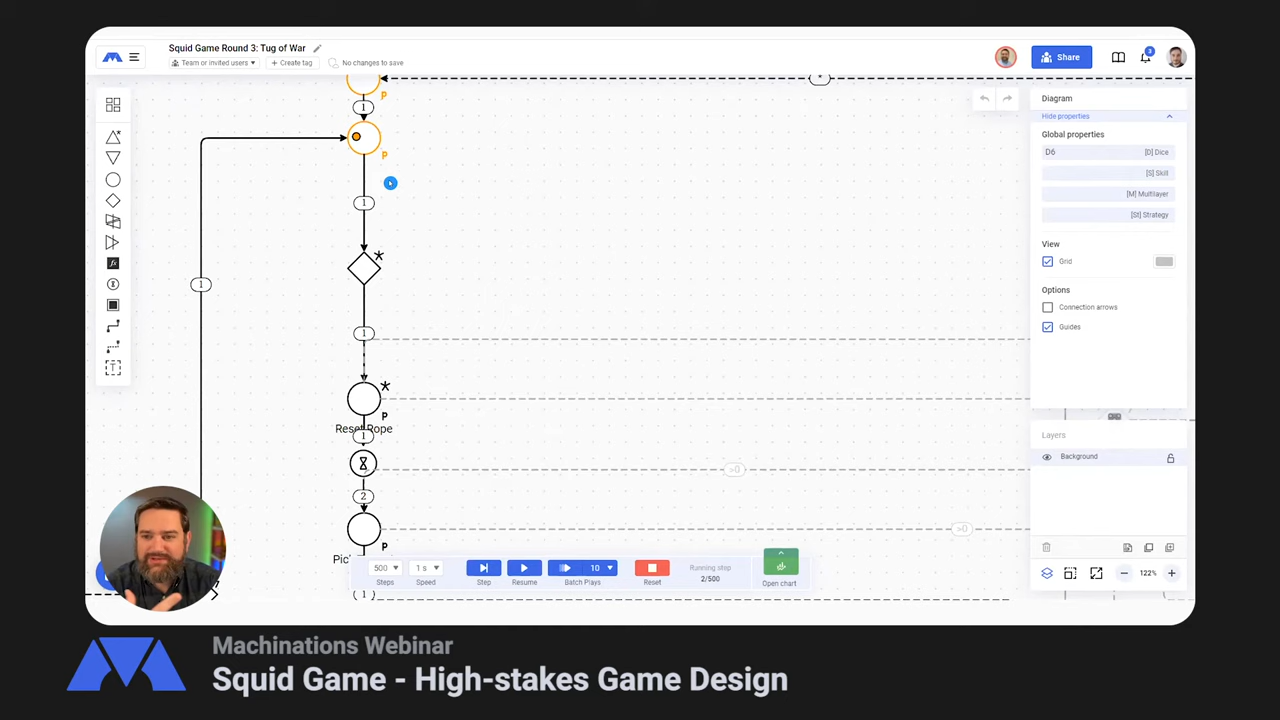 Squid Game Round 3: Tug of War
Team or invited users
+ Create tag
No changes to save
Share
3
*
P
1
P
1
*
1
1
*
P
Reset Rope
1
>0
2
>0
P
1
Diagram
Hide properties
Global properties
D6
[D] Dice
[S] Skill
[M] Multilayer
[St] Strategy
View
Grid
Options
Connection arrows
Guides
Layers
Background
122%
500
Steps
1 s
Speed
Step
Resume
10
Batch Plays
Reset
Running step
2/500
Open chart
Machinations Webinar
Squid Game - High-stakes Game Design